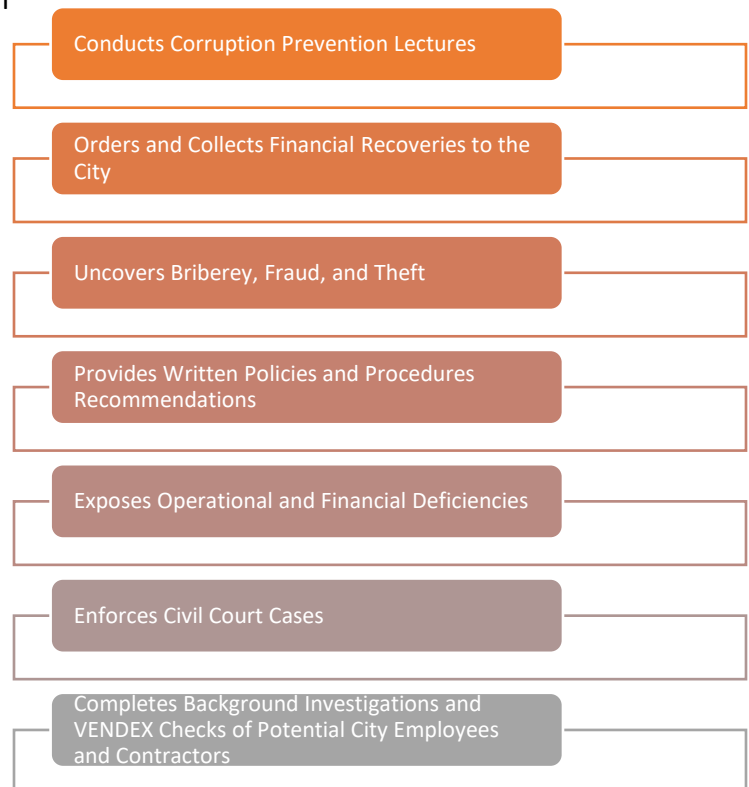 Conducts Corruption Prevention Lectures
Orders and Collects Financial Recoveries to the
City
Uncovers Briberey, Fraud, and Theft
Provides Written Policies and Procedures
Recommendations
Exposes Operational and Financial Deficiencies
Enforces Civil Court Cases
Completes Background Investigations and
VENDEX Checks of Potential City Employees
and Contractors